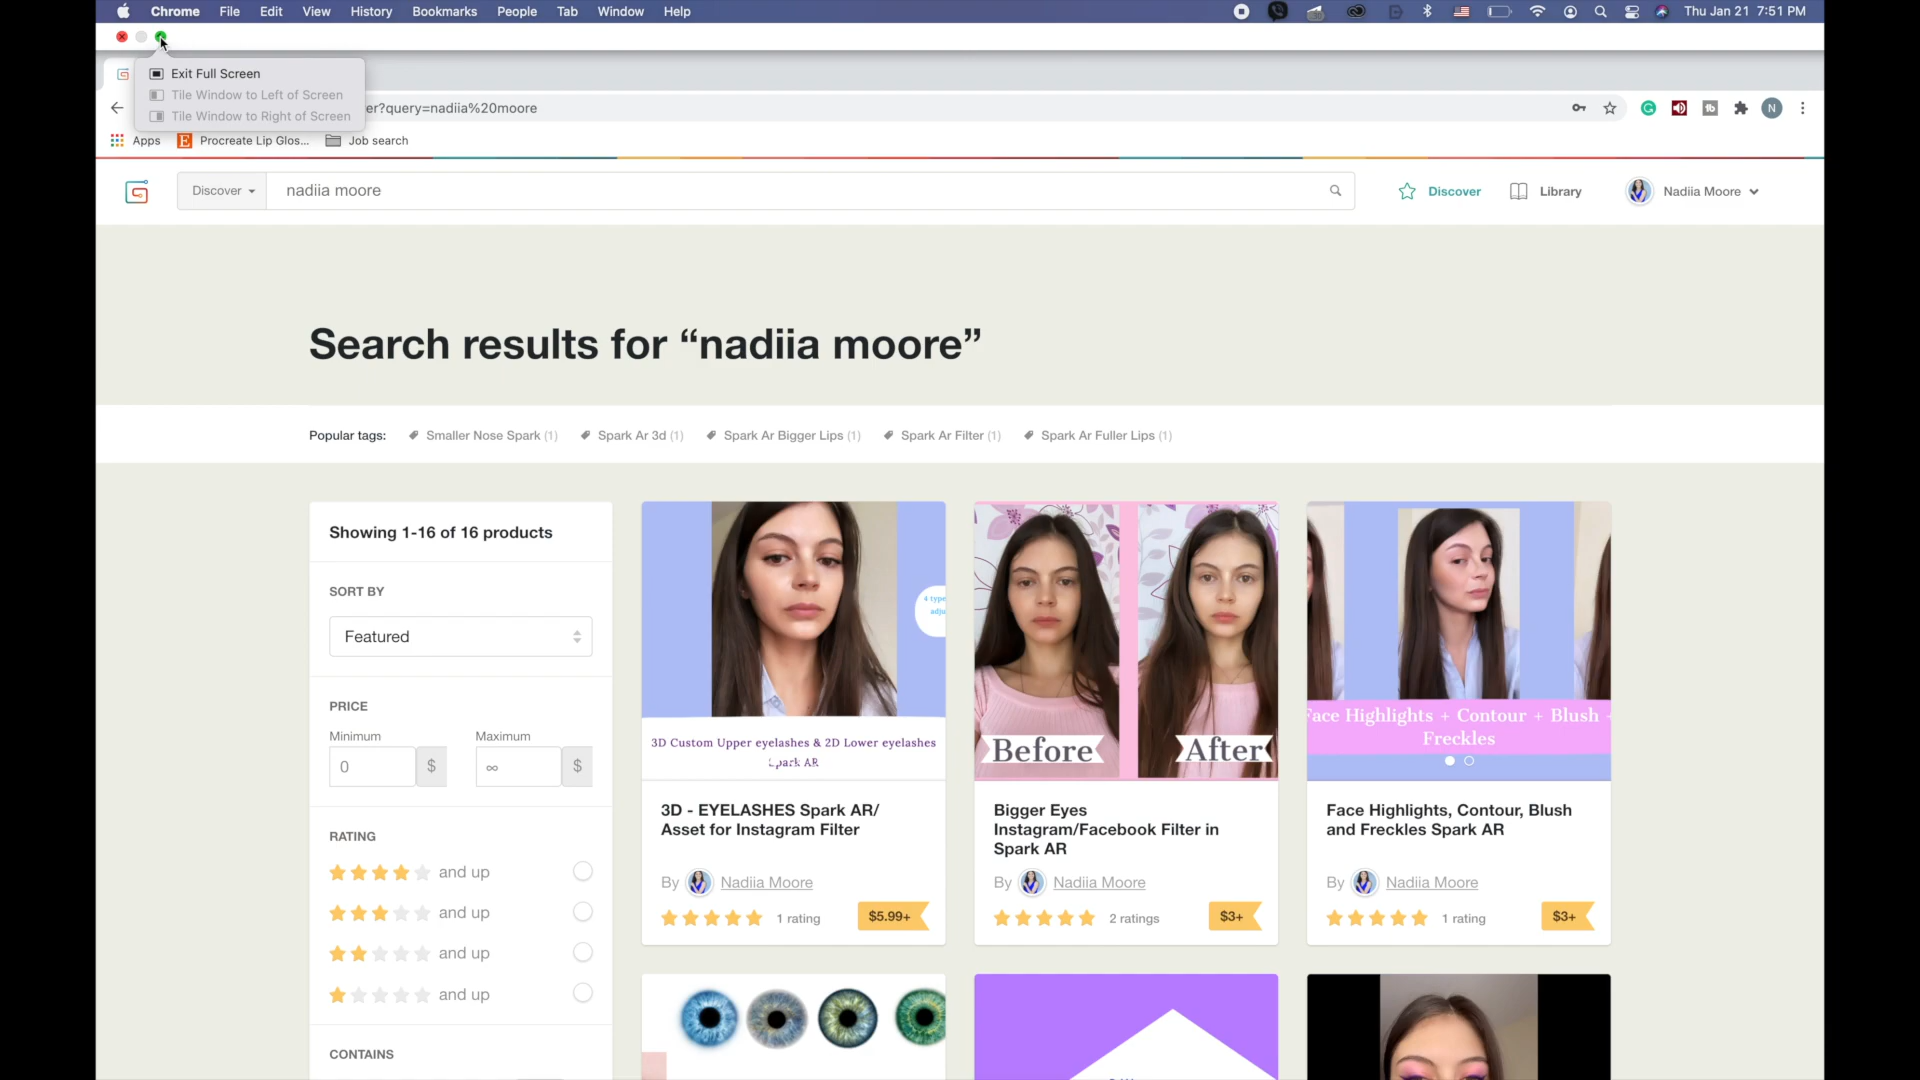 Chrome File Edit View History Bookmarks People Tab Window Help
Thu Jan 21 7:51 PM
Exit Full Screen
Tile Window to Left of Screen
Tile Window to Right of Screen
er?query=nadiia%20moore
N
Apps
Procreate Lip Glos...
Job search
Discover
nadiia moore
Discover
Library
Nadiia Moore
Search results for “nadiia moore”
Popular tags:
Smaller Nose Spark (1)
Spark Ar 3d (1)
Spark Ar Bigger Lips (1)
Spark Ar Filter (1)
Spark Ar Fuller Lips (1)
Showing 1-16 of 16 products
SORT BY
Featured
PRICE
Minimum
Maximum
0 $
∞ $
RATING
and up
and up
and up
and up
CONTAINS
4 type
adju
3D Custom Upper eyelashes & 2D Lower eyelashes
Spark AR
3D - EYELASHES Spark AR/
Asset for Instagram Filter
By Nadiia Moore
1 rating
$5.99+
Before
After
Bigger Eyes
Instagram/Facebook Filter in
Spark AR
By Nadiia Moore
2 ratings
$3+
Face Highlights + Contour + Blush +
Freckles
Face Highlights, Contour, Blush
and Freckles Spark AR
By Nadiia Moore
1 rating
$3+